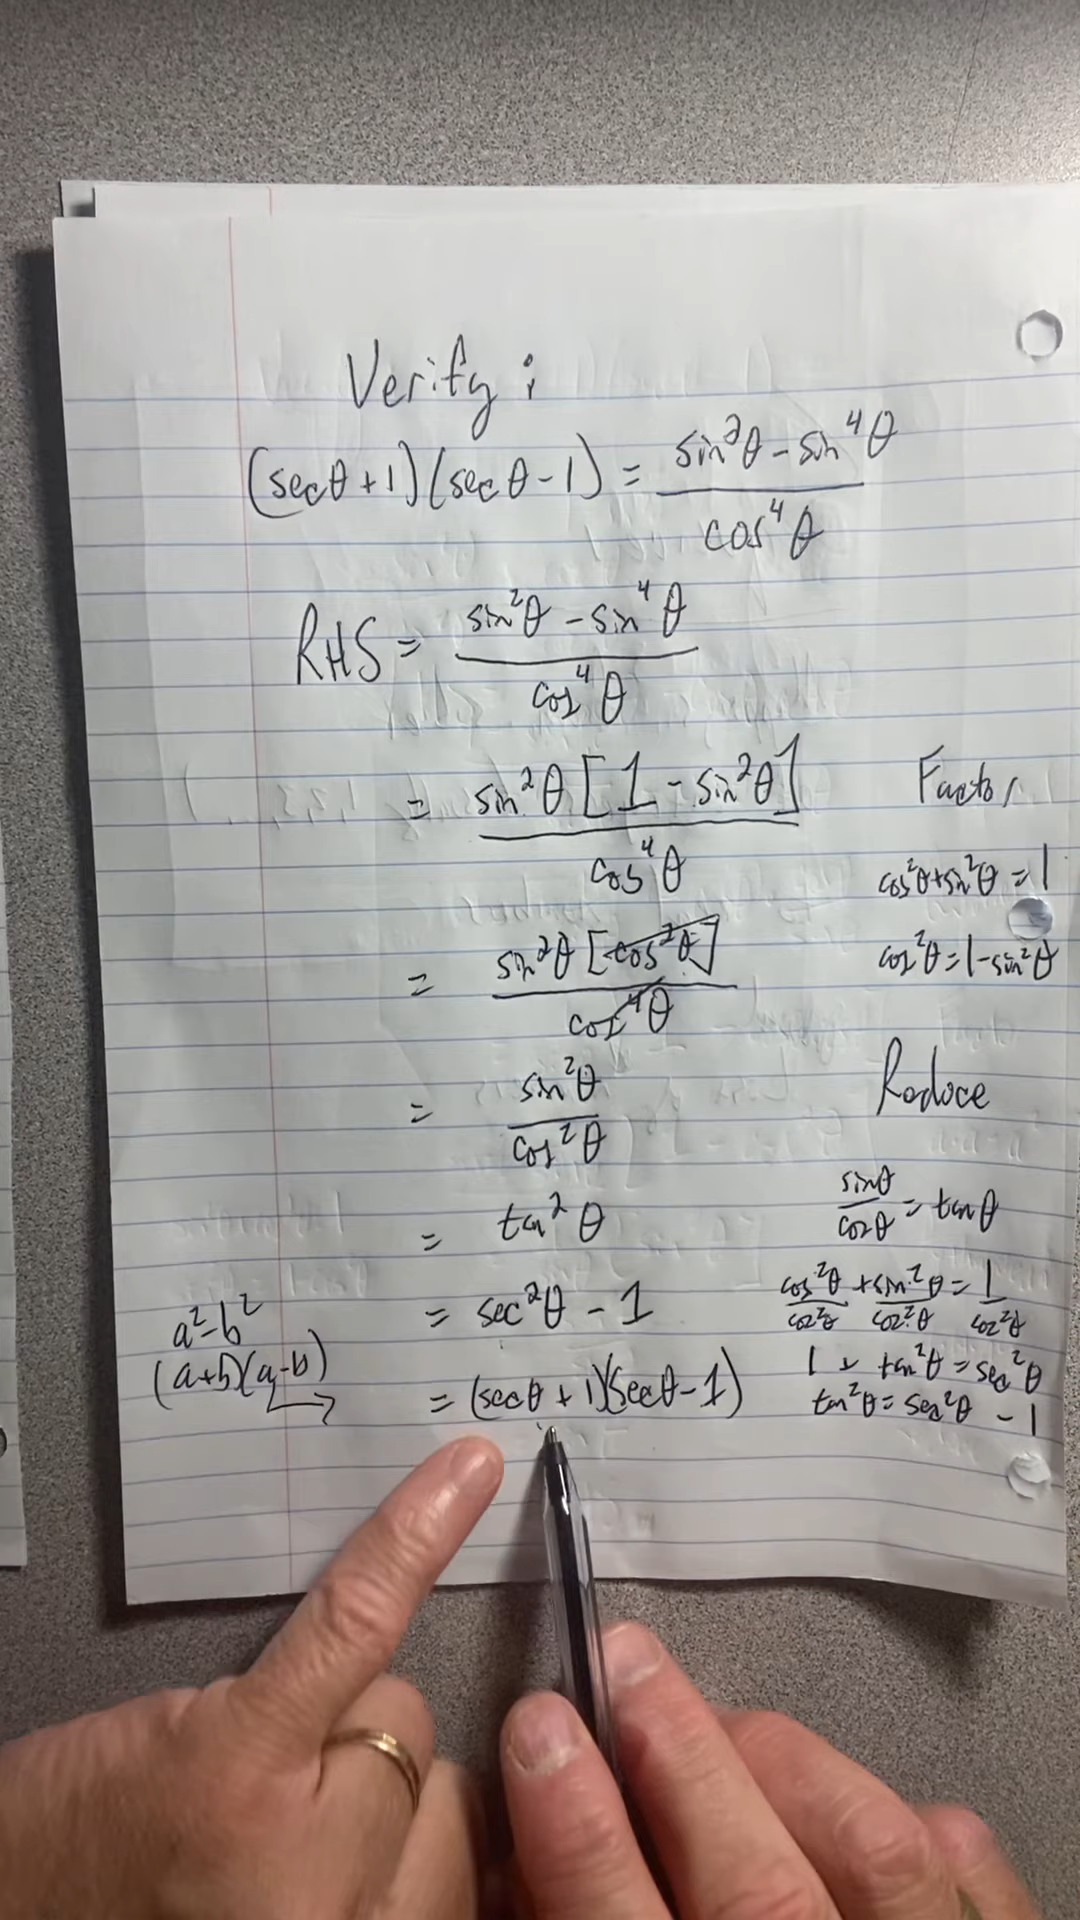 Verify:
(secθ + 1)(secθ - 1) = (sin²θ - sin⁴θ)/(cos⁴θ)
RHS = (sin²θ - sin⁴θ)/(cos⁴θ)
= (sin²θ [1 - sin²θ])/(cos⁴θ) Factor
cos²θ + sin²θ = 1
= (sin²θ [cos²θ])/(cos⁴θ) cos²θ = 1 - sin²θ
= (sin²θ)/(cos²θ) Reduce
= tan²θ sinθ/cosθ = tanθ
a² - b² = sec²θ - 1 cos²θ/cos²θ + sin²θ/cos²θ = 1/cos²θ
(a+b)(a-b) → = (secθ + 1)(secθ - 1) 1 + tan²θ = sec²θ
tan²θ = sec²θ - 1